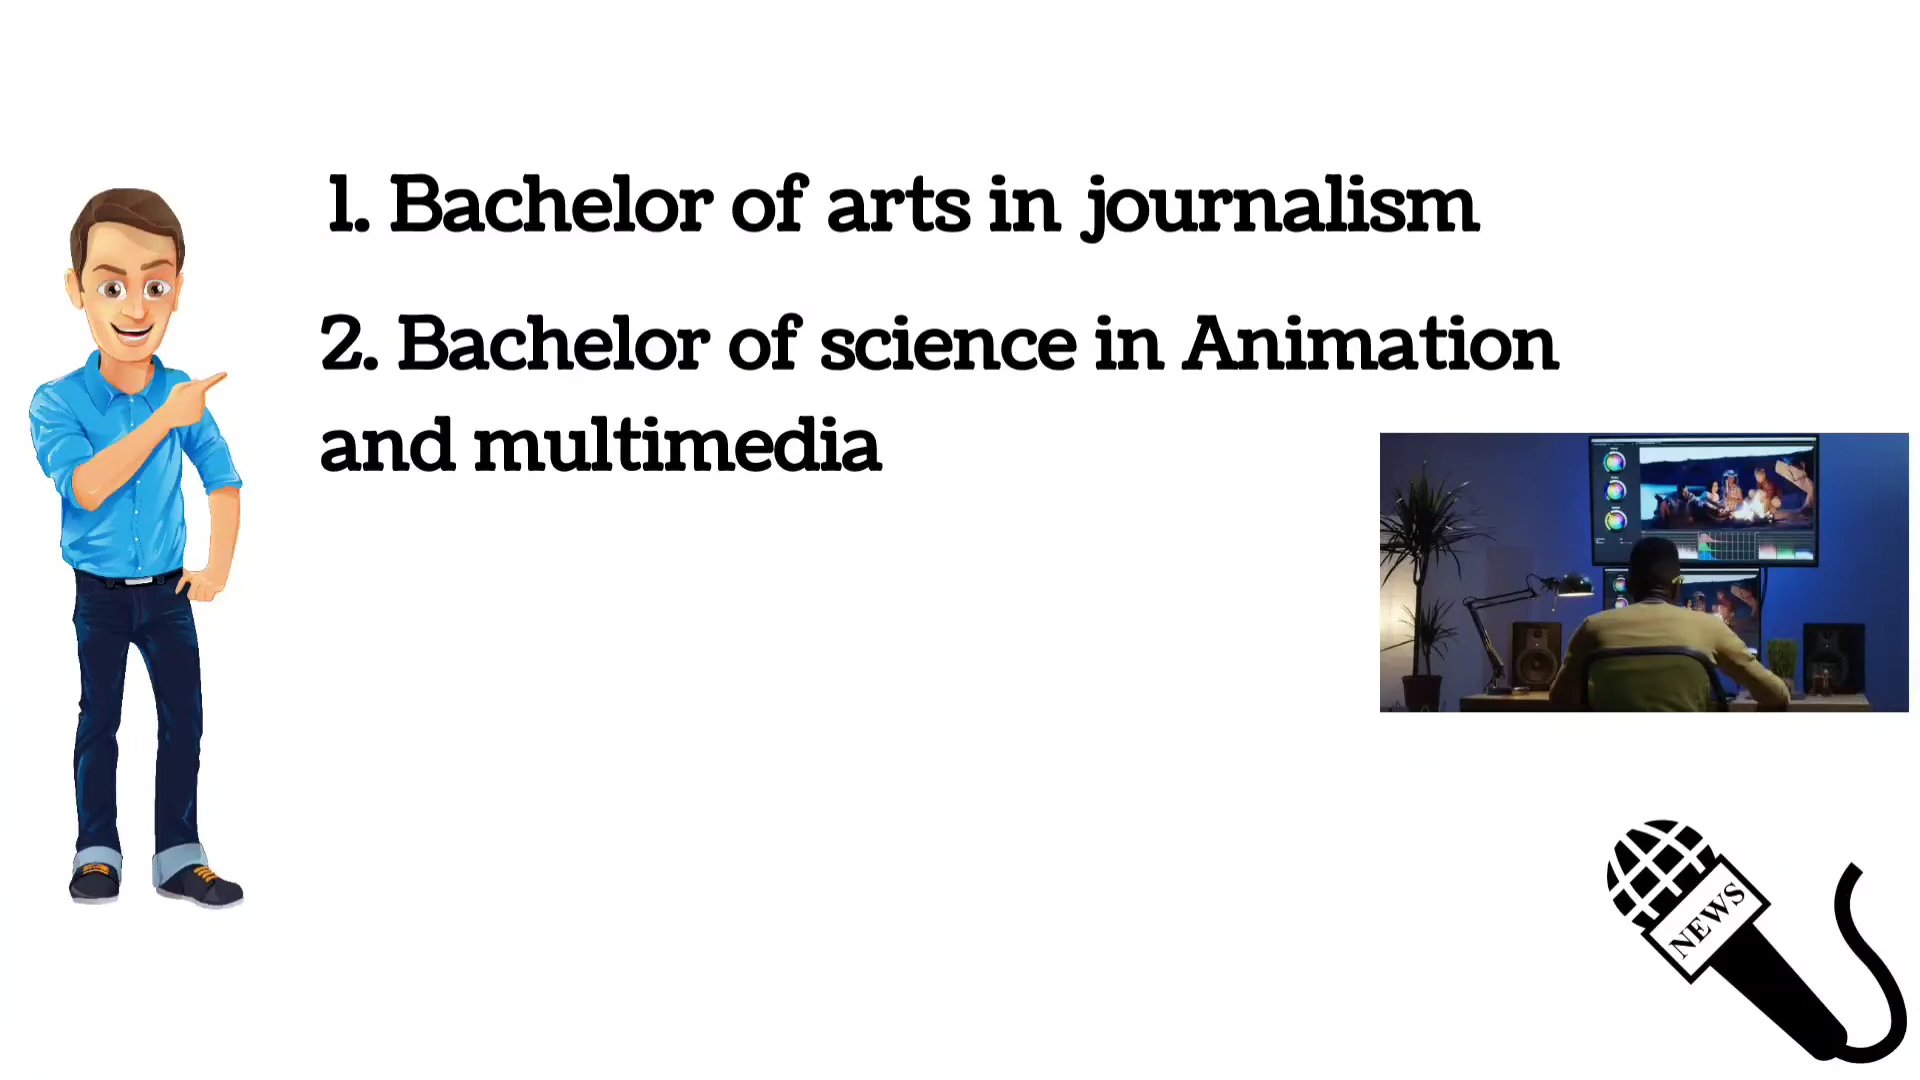 1. Bachelor of arts in journalism
2. Bachelor of science in Animation
and multimedia
NEWS